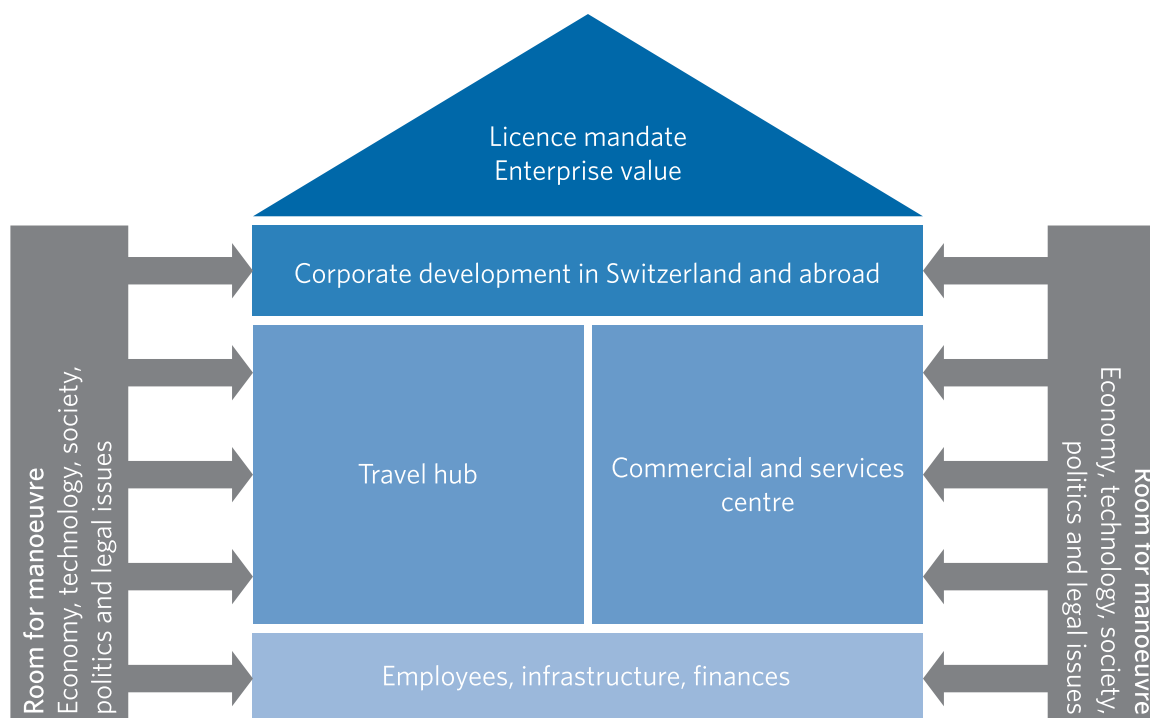 Licence mandate
Enterprise value
Corporate development in Switzerland and abroad
Travel hub
Commercial and services
centre
Employees, infrastructure, finances
Room for manoeuvre
Economy, technology, society,
politics and legal issues
Room for manoeuvre
Economy, technology, society,
politics and legal issues